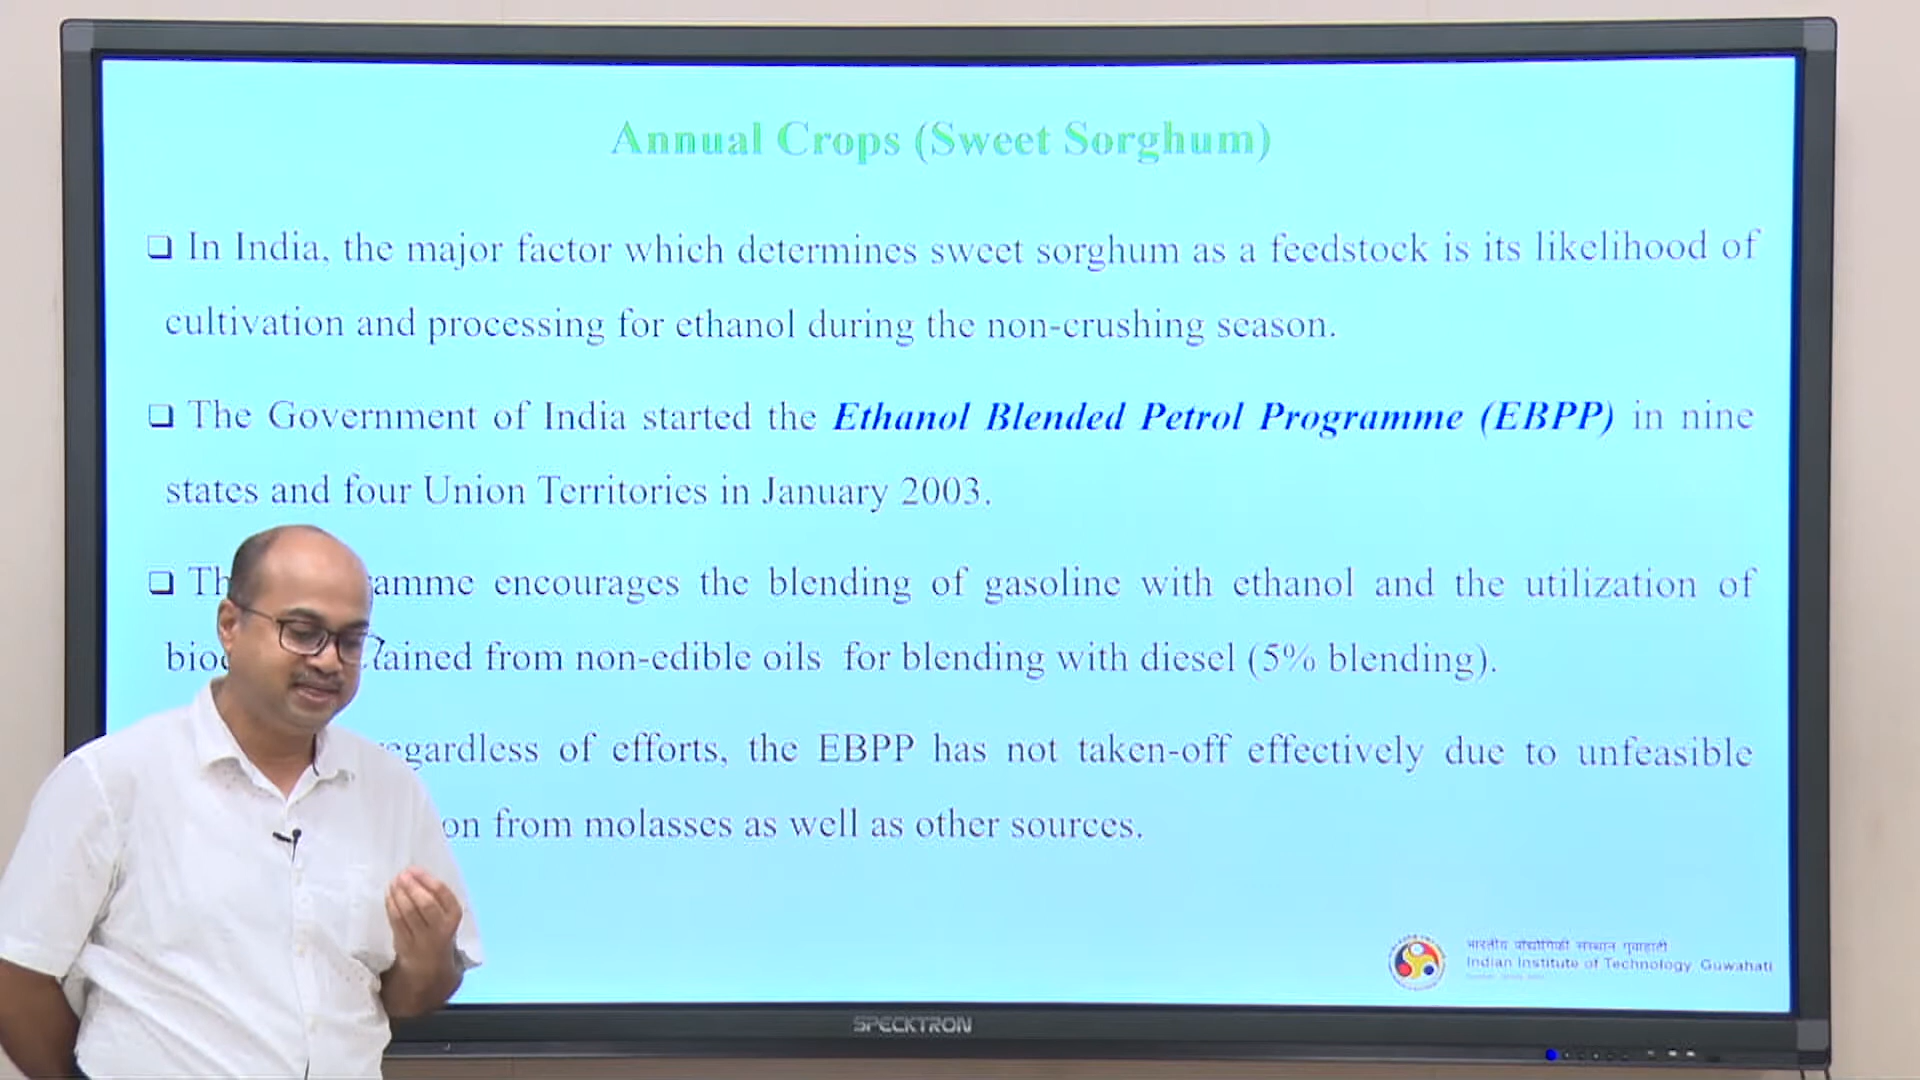 Annual Crops (Sweet Sorghum)
❑ In India, the major factor which determines sweet sorghum as a feedstock is its likelihood of
cultivation and processing for ethanol during the non-crushing season.
❑ The Government of India started the Ethanol Blended Petrol Programme (EBPP) in nine
states and four Union Territories in January 2003.
❑ amme encourages the blending of gasoline with ethanol and the utilization of
ained from non-edible oils for blending with diesel (5% blending).
egardless of efforts, the EBPP has not taken-off effectively due to unfeasible
on from molasses as well as other sources.
भारतीय प्रौद्योगिकी संस्थान गुवाहाटी
Indian Institute of Technology Guwahati
SPECKTRON